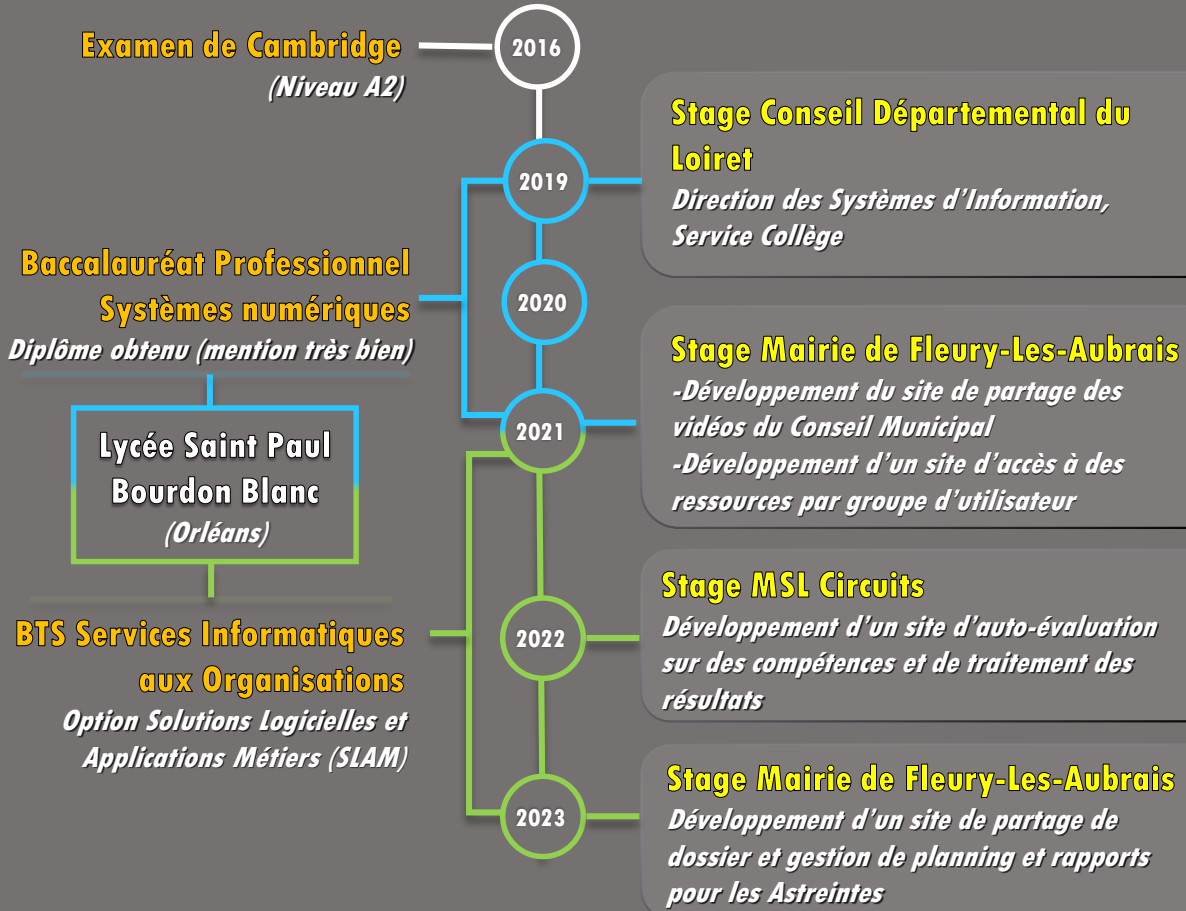 Examen de Cambridge
(Niveau A2)
2016
2019
Stage Conseil Départemental du
Loiret
Direction des Systèmes d'Information,
Service Collège
Baccalauréat Professionnel
Systèmes numériques
Diplôme obtenu (mention très bien)
2020
2021
Stage Mairie de Fleury-Les-Aubrais
-Développement du site de partage des
vidéos du Conseil Municipal
-Développement d'un site d'accès à des
ressources par groupe d'utilisateur
Lycée Saint Paul
Bourdon Blanc
(Orléans)
BTS Services Informatiques
aux Organisations
Option Solutions Logicielles et
Applications Métiers (SLAM)
2022
Stage MSL Circuits
Développement d'un site d'auto-évaluation
sur des compétences et de traitement des
résultats
2023
Stage Mairie de Fleury-Les-Aubrais
Développement d'un site de partage de
dossier et gestion de planning et rapports
pour les Astreintes